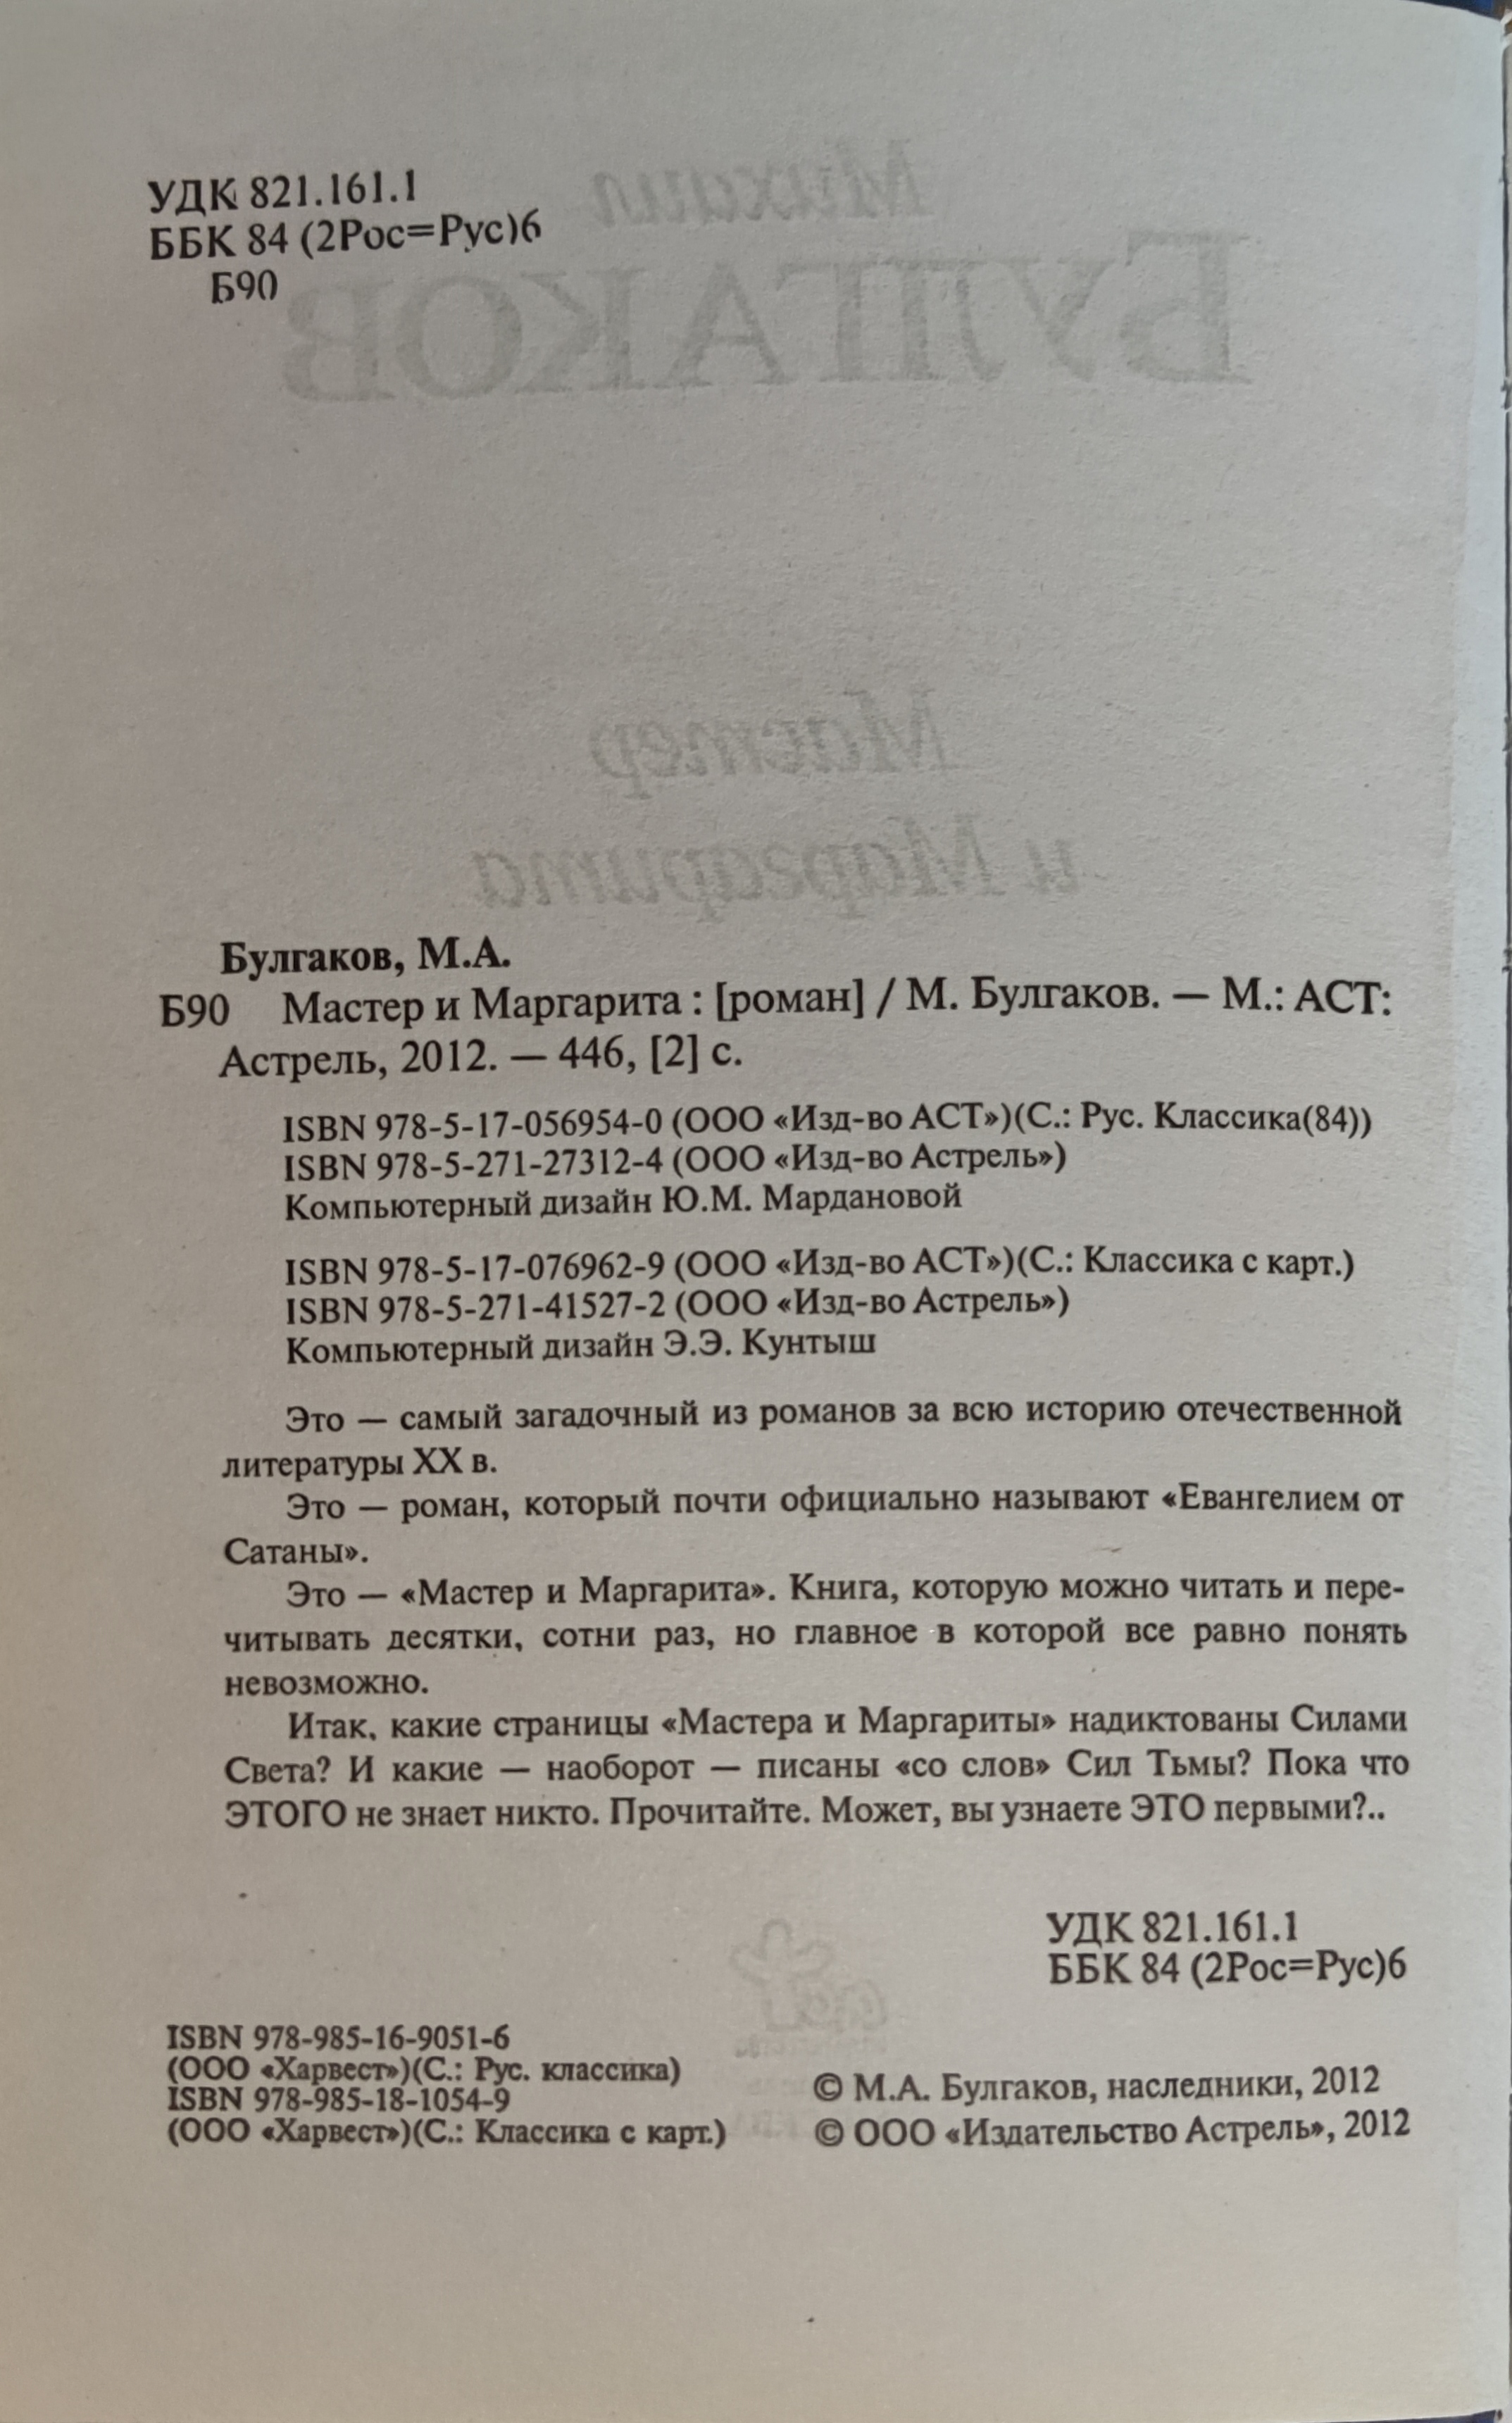 УДК 821.161.1
ББК 84 (2Рос=Рус)6
Б90
Михаил
БУЛГАКОВ
Мастер
и Маргарита
Булгаков, М.А.
Б90 Мастер и Маргарита : [роман] / М. Булгаков. — М.: АСТ:
Астрель, 2012. — 446, [2] с.
ISBN 978-5-17-056954-0 (ООО «Изд-во АСТ»)(С.: Рус. Классика(84))
ISBN 978-5-271-27312-4 (ООО «Изд-во Астрель»)
Компьютерный дизайн Ю.М. Мардановой
ISBN 978-5-17-076962-9 (ООО «Изд-во АСТ»)(С.: Классика с карт.)
ISBN 978-5-271-41527-2 (ООО «Изд-во Астрель»)
Компьютерный дизайн Э.Э. Кунтыш
Это — самый загадочный из романов за всю историю отечественной
литературы XX в.
Это — роман, который почти официально называют «Евангелием от
Сатаны».
Это — «Мастер и Маргарита». Книга, которую можно читать и пере-
читывать десятки, сотни раз, но главное в которой все равно понять
невозможно.
Итак, какие страницы «Мастера и Маргариты» надиктованы Силами
Света? И какие — наоборот — писаны «со слов» Сил Тьмы? Пока что
ЭТОГО не знает никто. Прочитайте. Может, вы узнаете ЭТО первыми?..
УДК 821.161.1
ББК 84 (2Рос=Рус)6
ISBN 978-985-16-9051-6
(ООО «Харвест»)(С.: Рус. классика)
ISBN 978-985-18-1054-9
(ООО «Харвест»)(С.: Классика с карт.)
© М.А. Булгаков, наследники, 2012
© ООО «Издательство Астрель», 2012